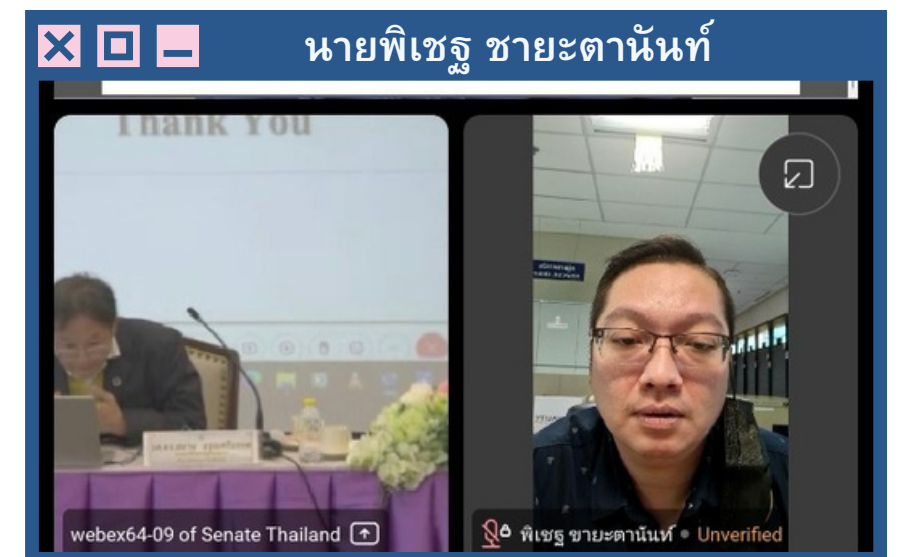 นายพิเชฐ ชายะตานันท์
Thank You
webex64-09 of Senate Thailand
พิเชฐ ขายะตานันท์ • Unverified